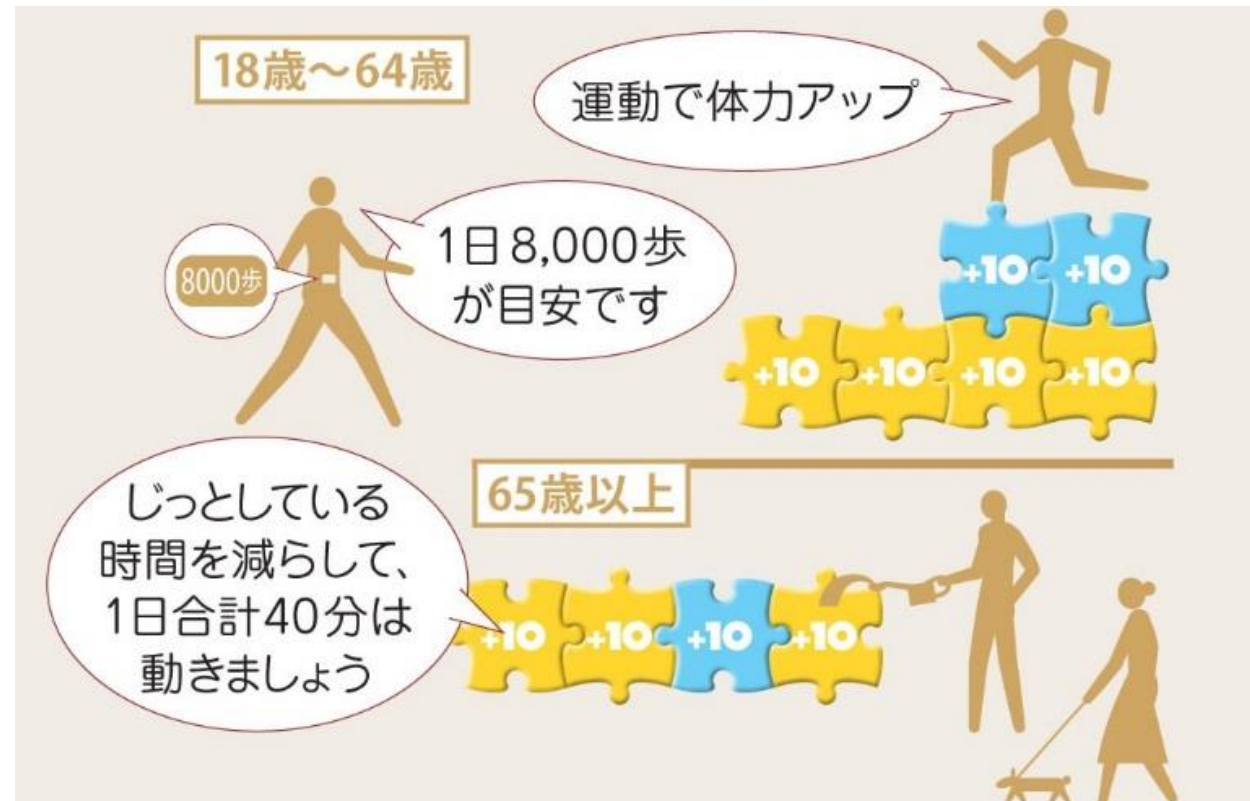 18歳～64歳
運動で体力アップ
1日8,000歩
が目安です
8000歩
+10 +10
+10 +10 +10 +10
65歳以上
じっとしている
時間を減らして、
1日合計40分は
動きましょう
+10 +10 +10 +10